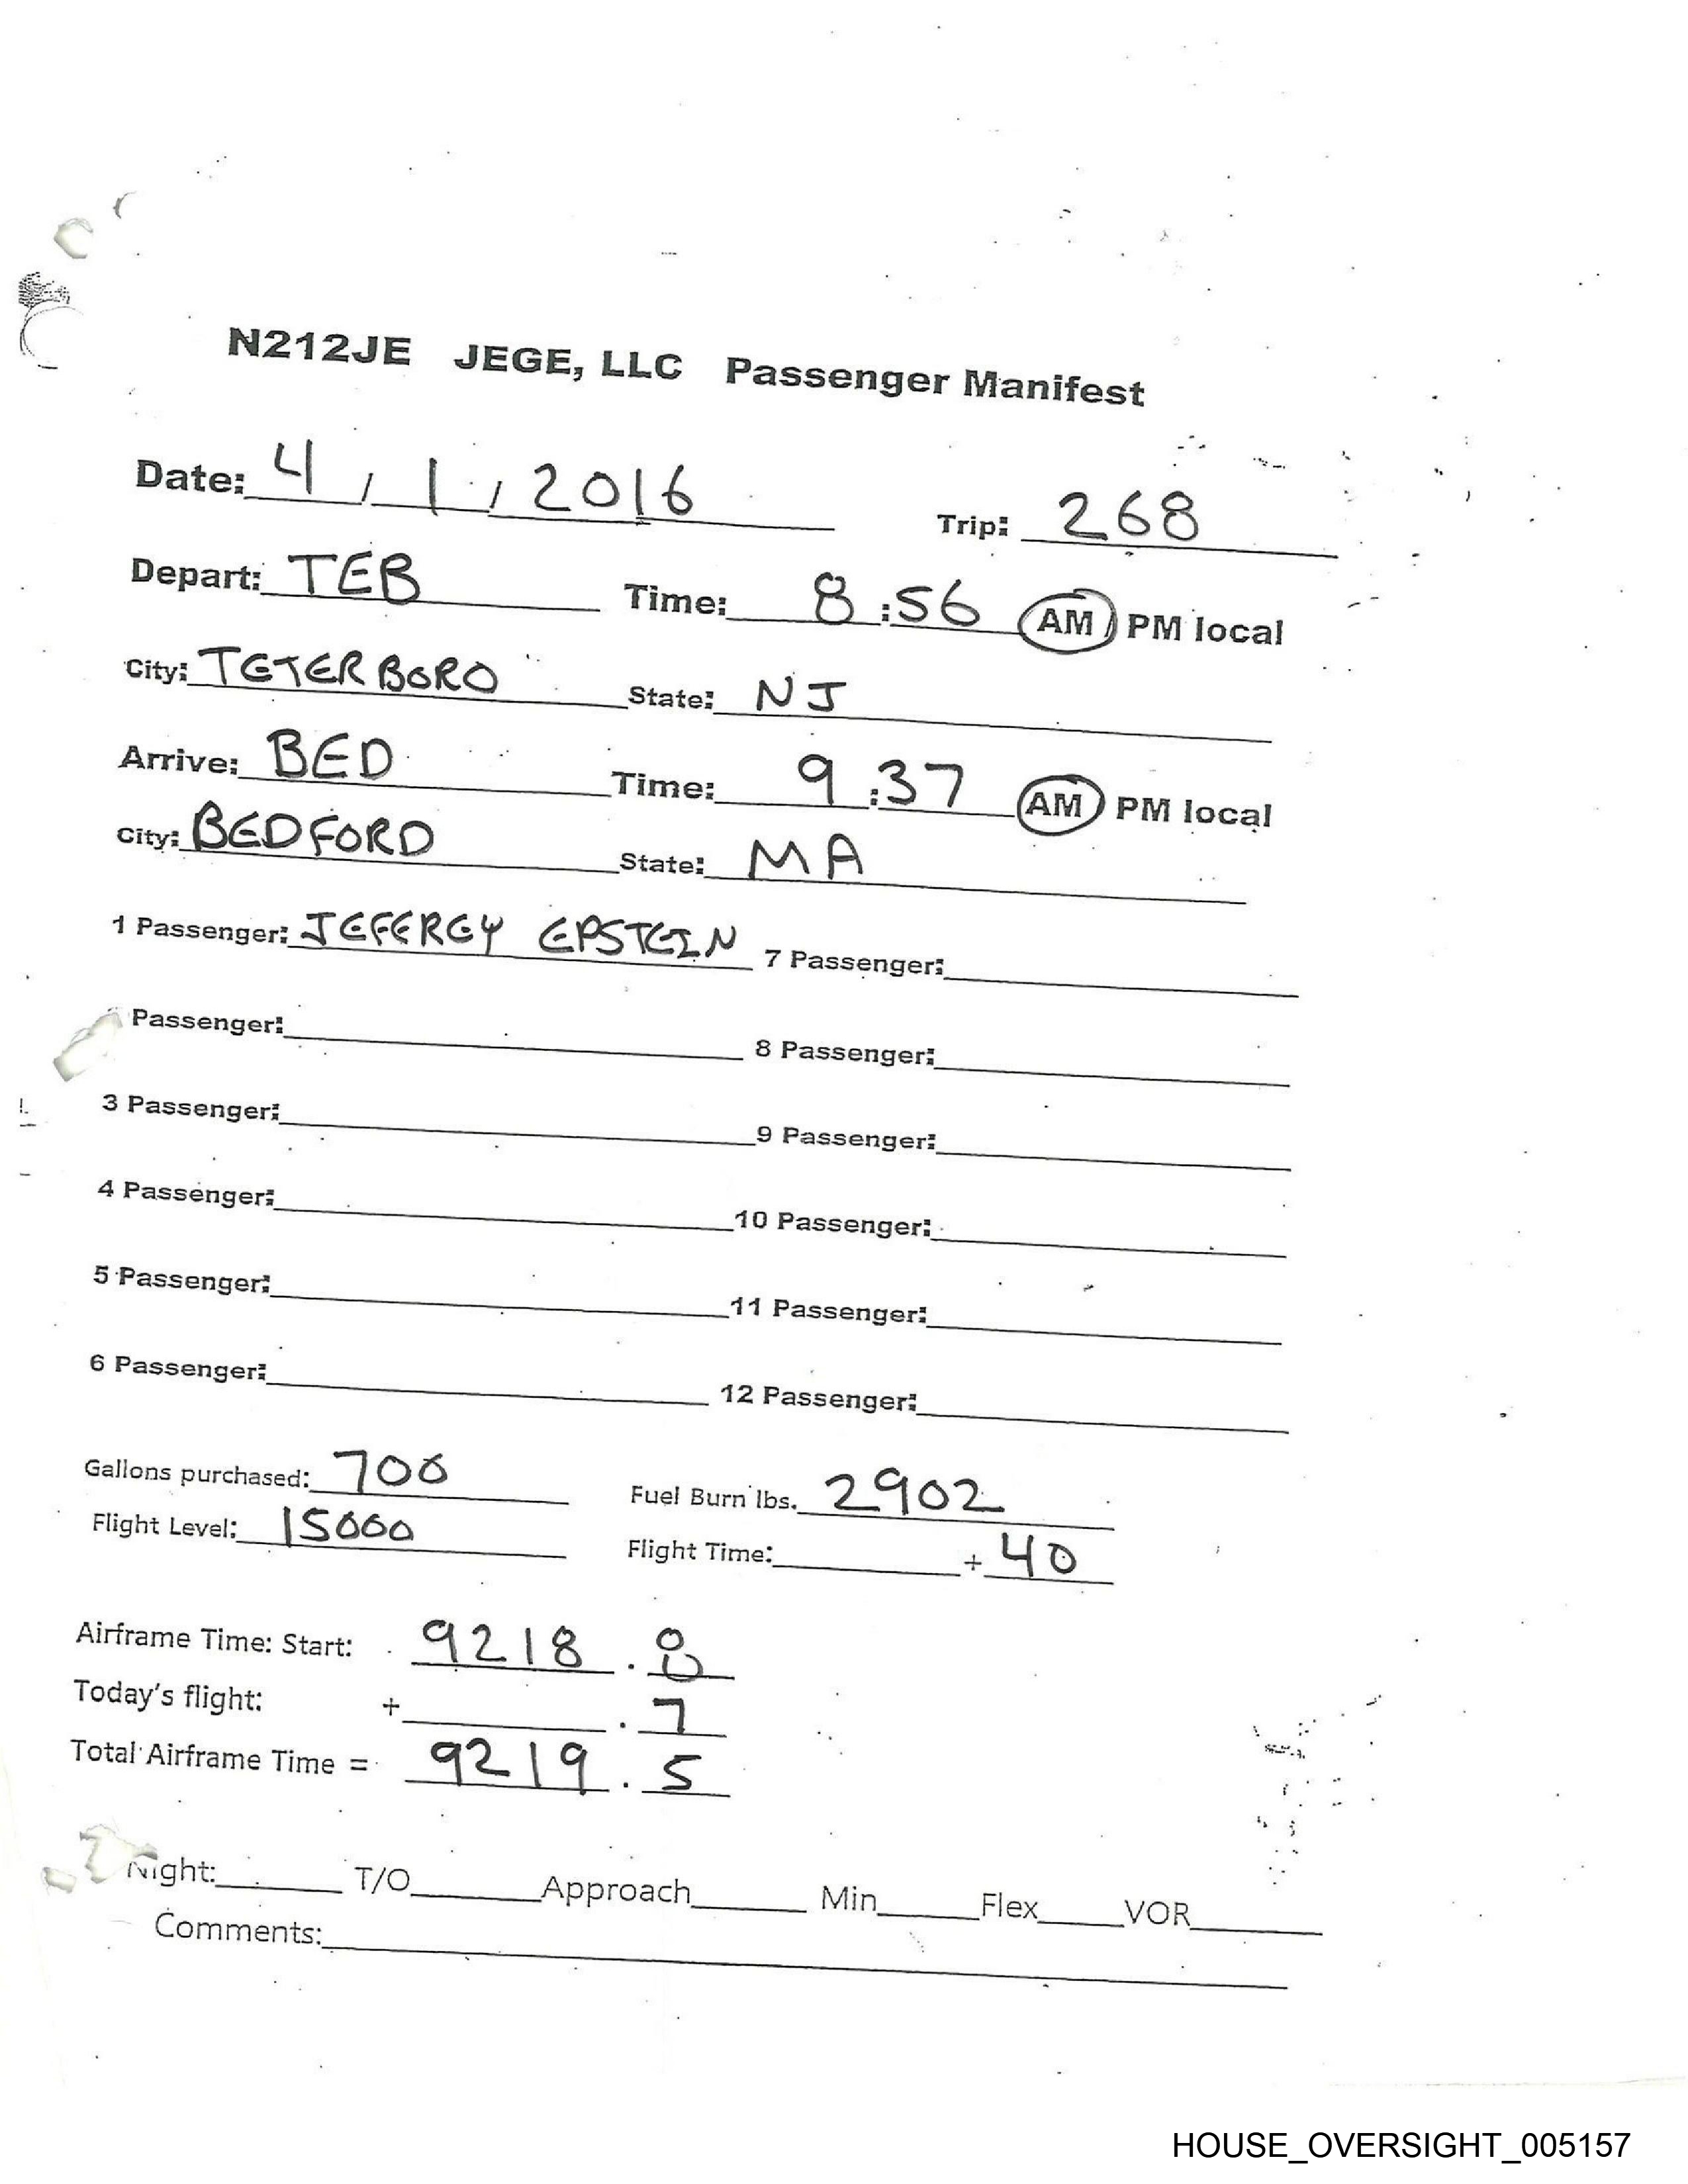 N212JE JEGE, LLC Passenger Manifest
Date: 4 / 1 / 2016 Trip: 268
Depart: TEB Time: 8:56 AM / PM local
City: TETERBORO State: NJ
Arrive: BED Time: 9:37 AM / PM local
City: BEDFORD State: MA
1 Passenger: JEFEREY EPSTEIN 7 Passenger:
Passenger: 8 Passenger:
3 Passenger: 9 Passenger:
4 Passenger: 10 Passenger:
5 Passenger: 11 Passenger:
6 Passenger: 12 Passenger:
Gallons purchased: 700 Fuel Burn lbs. 2902
Flight Level: 15000 Flight Time: + 40
Airframe Time: Start: 9218 . 8
Today's flight: + . 7
Total Airframe Time = 9219 . 5
Night: T/O Approach Min Flex VOR
Comments:
HOUSE_OVERSIGHT_005157